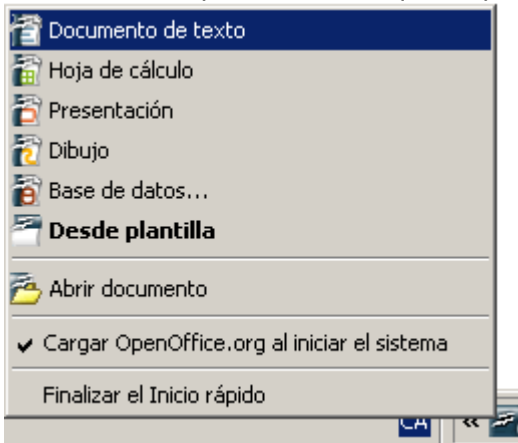 Documento de texto
Hoja de cálculo
Presentación
Dibujo
Base de datos...
Desde plantilla
Abrir documento
Cargar OpenOffice.org al iniciar el sistema
Finalizar el Inicio rápido
CA «